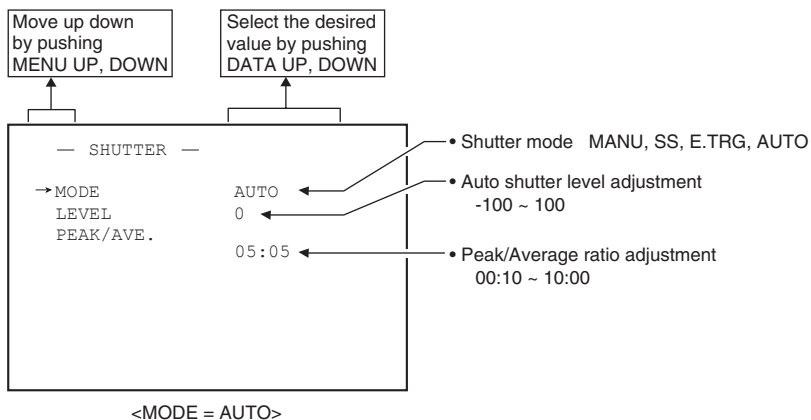 Move up down
by pushing
MENU UP, DOWN
Select the desired
value by pushing
DATA UP, DOWN
— SHUTTER —
→MODE AUTO
LEVEL 0
PEAK/AVE.
05:05
• Shutter mode MANU, SS, E.TRG, AUTO
• Auto shutter level adjustment
-100 ~ 100
• Peak/Average ratio adjustment
00:10 ~ 10:00
<MODE = AUTO>